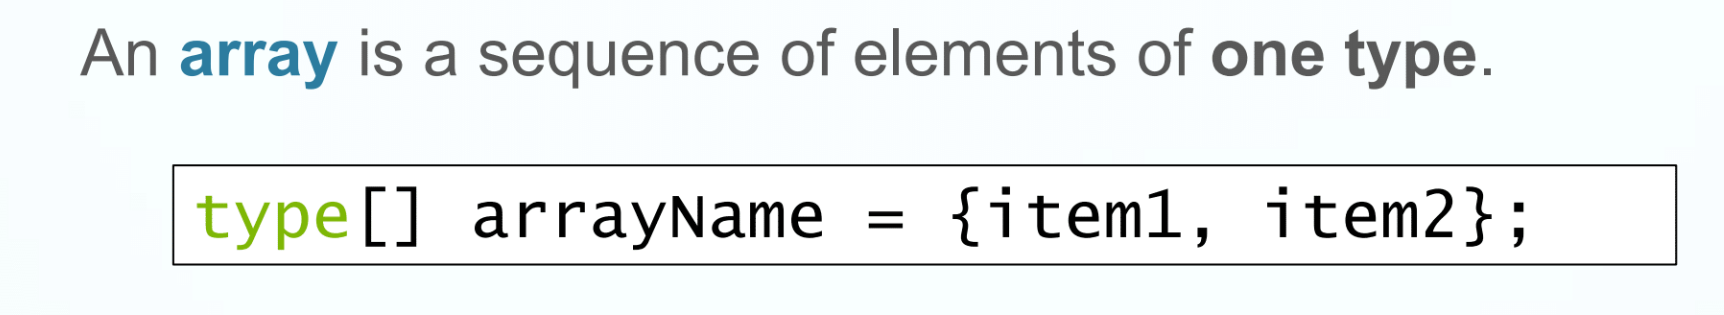 An array is a sequence of elements of one type.
type[] arrayName = {item1, item2};